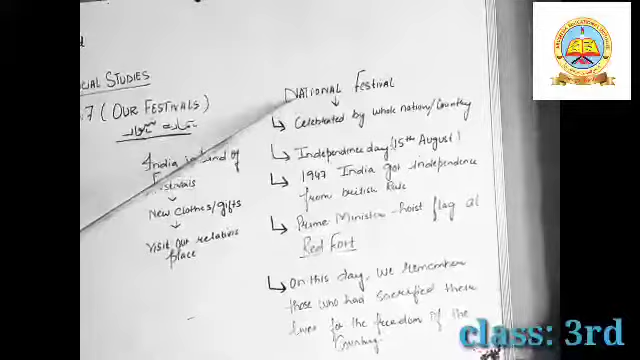 CIAL STUDIES
.7 (OUR FESTIVALS)
India is land of
Festivals
New clothes/gifts
Visit our relatives
place
NATIONAL Festival
Celebrated by whole nation/Country
Independence day (15th August)
1947 India got independence
from british Rule
Prime Minister hoist flag at
Red Fort
On this day, we remember
those who had sacrificed there
lives for the freedom of the
Country
class: 3rd